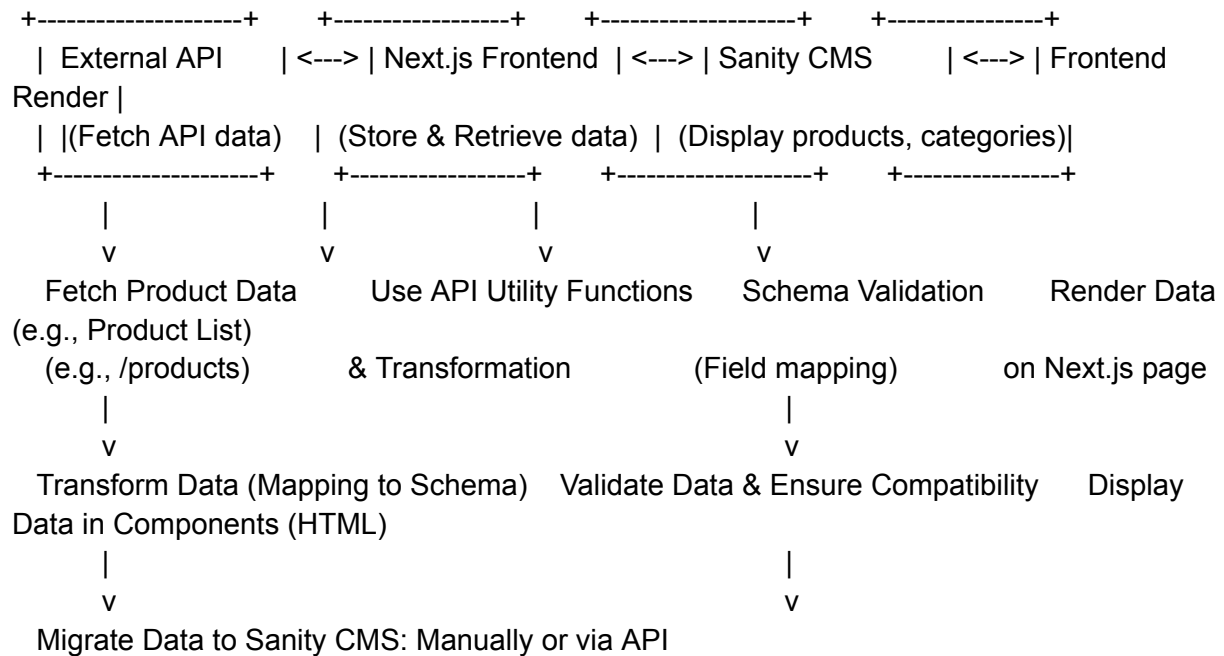 +---------------------+ +------------------+ +--------------------+ +----------------+
| External API | <---> | Next.js Frontend | <---> | Sanity CMS | <---> | Frontend
Render |
| |(Fetch API data) | (Store & Retrieve data) | (Display products, categories)|
+---------------------+ +------------------+ +--------------------+ +----------------+
| | | |
v v v v
Fetch Product Data Use API Utility Functions Schema Validation Render Data
(e.g., Product List)
(e.g., /products) & Transformation (Field mapping) on Next.js page
| |
v v
Transform Data (Mapping to Schema) Validate Data & Ensure Compatibility Display
Data in Components (HTML)
| |
v v
Migrate Data to Sanity CMS: Manually or via API